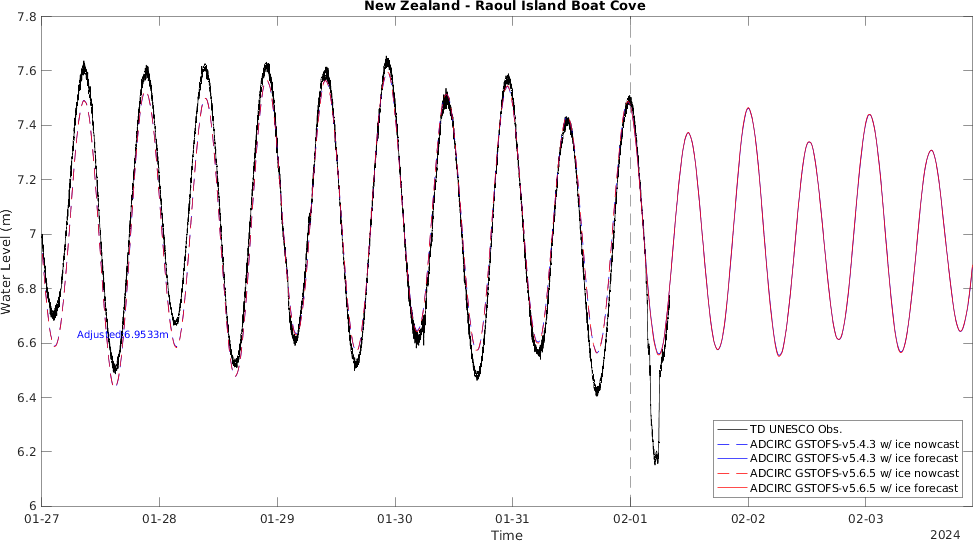 New Zealand - Raoul Island Boat Cove
7.8
7.6
7.4
7.2
7
6.8
6.6
6.4
6.2
6
Water Level (m)
Adjusted:6.9533m
TD UNESCO Obs.
ADCIRC GSTOFS-v5.4.3 w/ ice nowcast
ADCIRC GSTOFS-v5.4.3 w/ ice forecast
ADCIRC GSTOFS-v5.6.5 w/ ice nowcast
ADCIRC GSTOFS-v5.6.5 w/ ice forecast
01-27 01-28 01-29 01-30 01-31 02-01 02-02 02-03
Time
2024